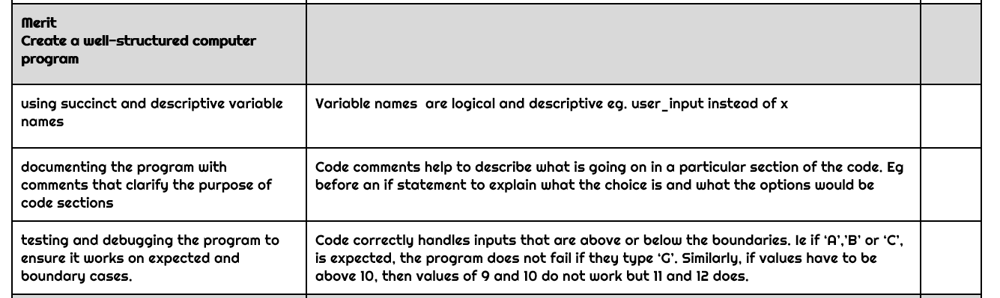 Merit
Create a well-structured computer
program
using succinct and descriptive variable
names
Variable names  are logical and descriptive eg. user_input instead of x
documenting the program with
comments that clarify the purpose of
code sections
Code comments help to describe what is going on in a particular section of the code. Eg
before an if statement to explain what the choice is and what the options would be
testing and debugging the program to
ensure it works on expected and
boundary cases.
Code correctly handles inputs that are above or below the boundaries. Ie if ‘A’,’B’ or ‘C’,
is expected, the program does not fail if they type ‘G’. Similarly, if values have to be
above 10, then values of 9 and 10 do not work but 11 and 12 does.